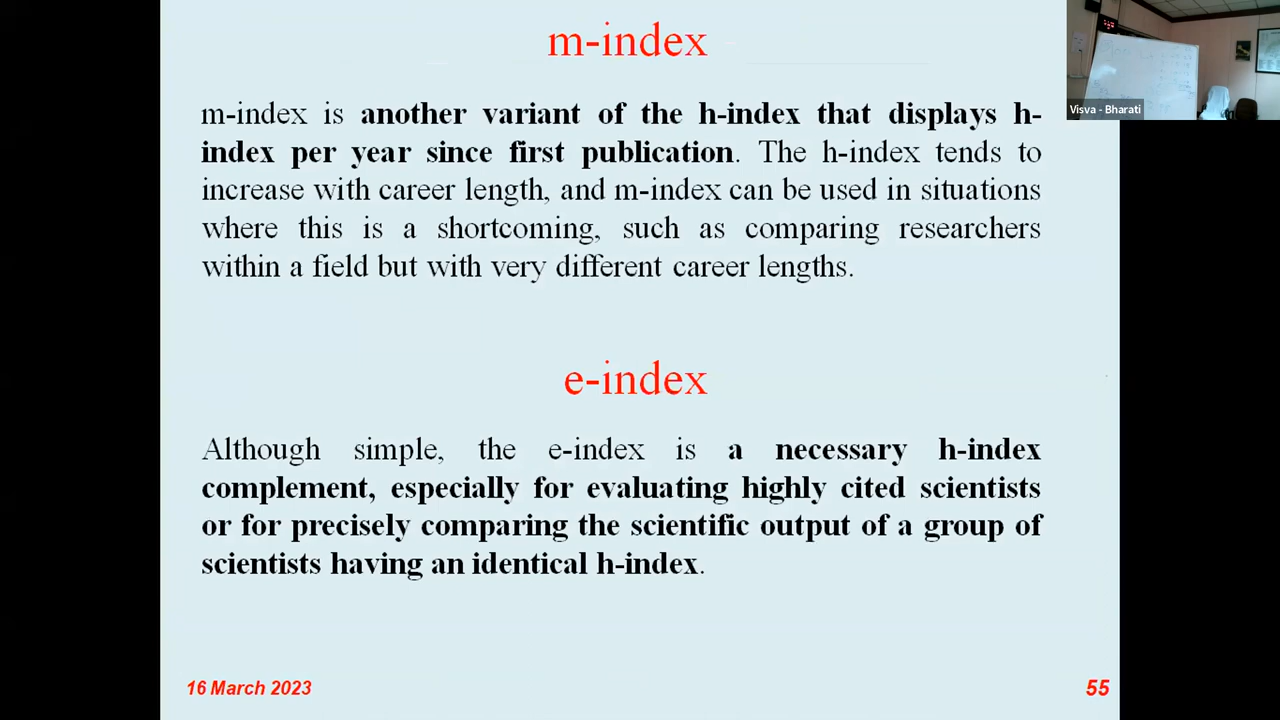 m-index
m-index is another variant of the h-index that displays h-
index per year since first publication. The h-index tends to
increase with career length, and m-index can be used in situations
where this is a shortcoming, such as comparing researchers
within a field but with very different career lengths.
e-index
Although simple, the e-index is a necessary h-index
complement, especially for evaluating highly cited scientists
or for precisely comparing the scientific output of a group of
scientists having an identical h-index.
16 March 2023
55
Visva - Bharati